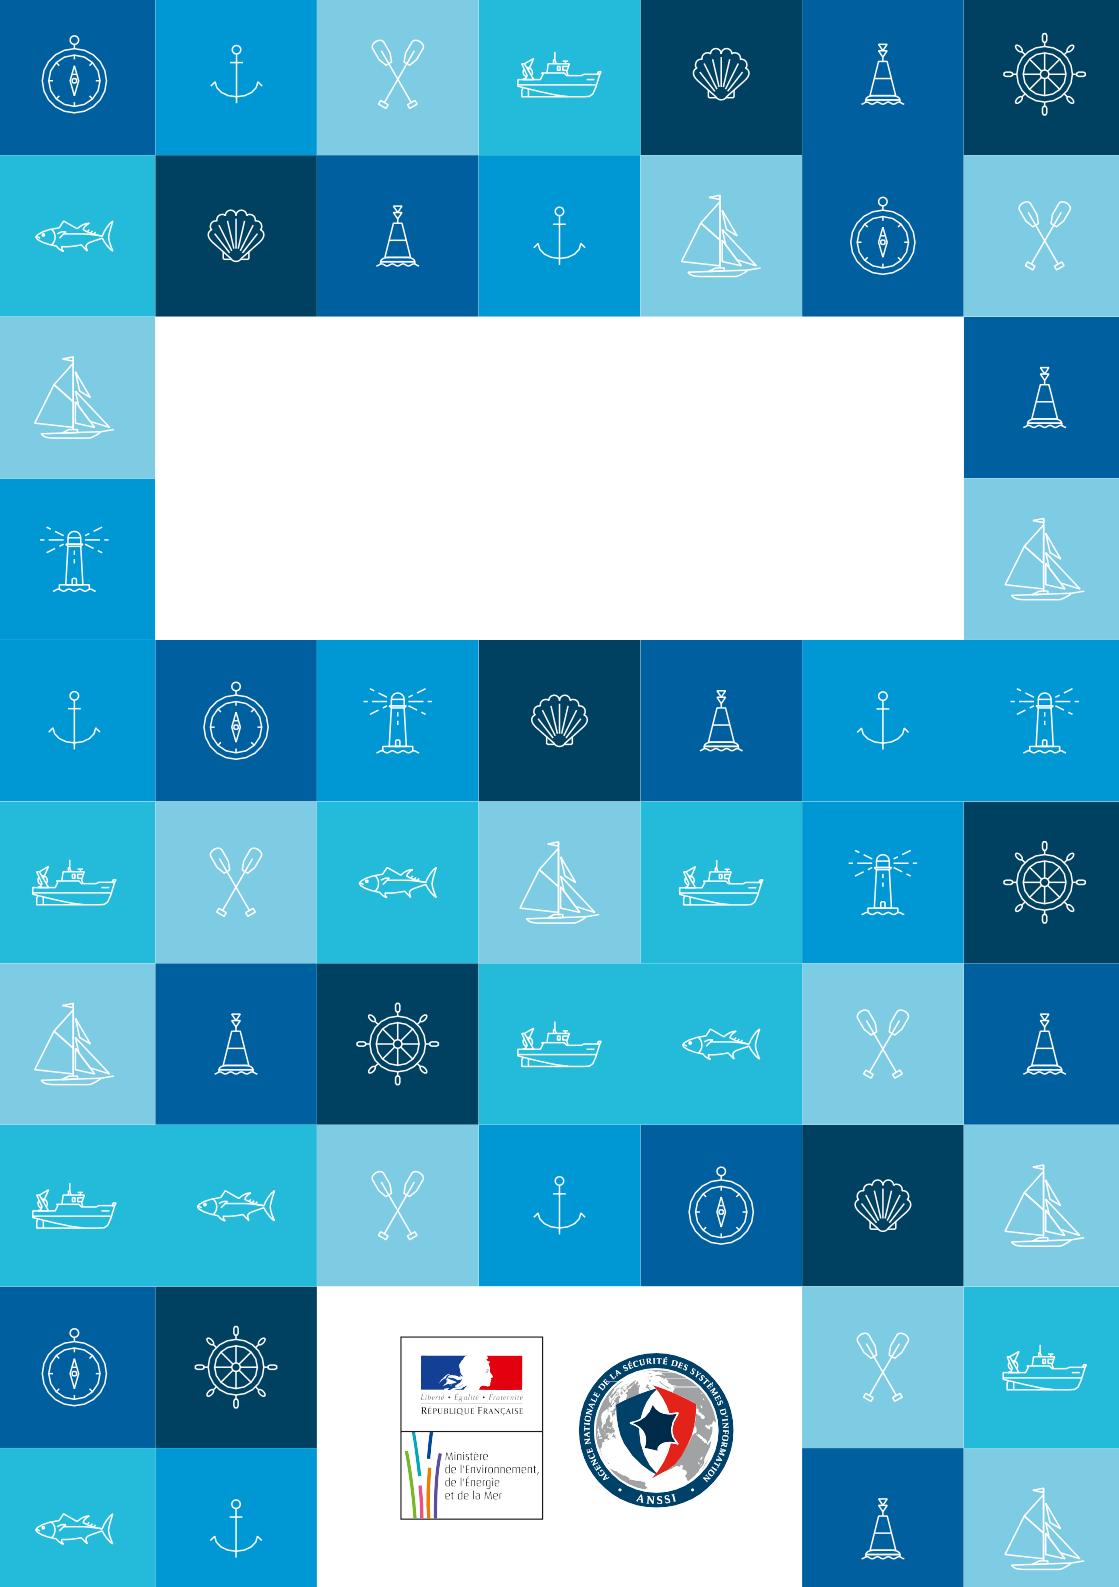 Liberté • Égalité • Fraternité
RÉPUBLIQUE FRANÇAISE
Ministère
de l'Environnement,
de l'Énergie
et de la Mer
AGENCE NATIONALE DE LA SÉCURITÉ DES SYSTÈMES D'INFORMATION
• ANSSI •